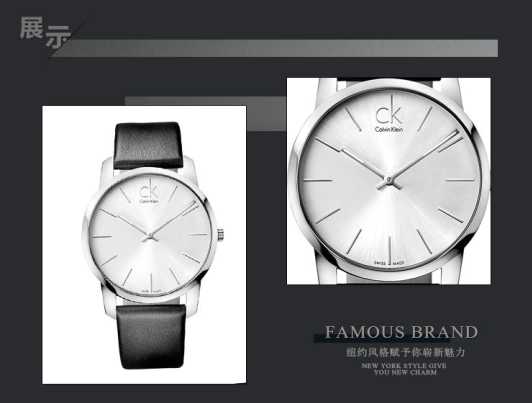 展示
ck
Calvin Klein
ck
Calvin Klein
SWISS MADE
FAMOUS BRAND
纽约风格赋予你崭新魅力
NEW YORK STYLE GIVE
YOU NEW CHARM